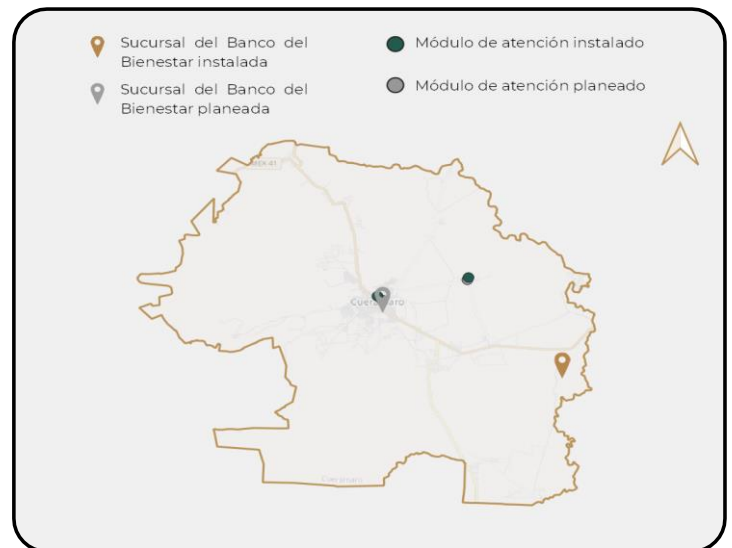 Sucursal del Banco del
Bienestar instalada
Sucursal del Banco del
Bienestar planeada
Módulo de atención instalado
Módulo de atención planeado
Cuerámaro